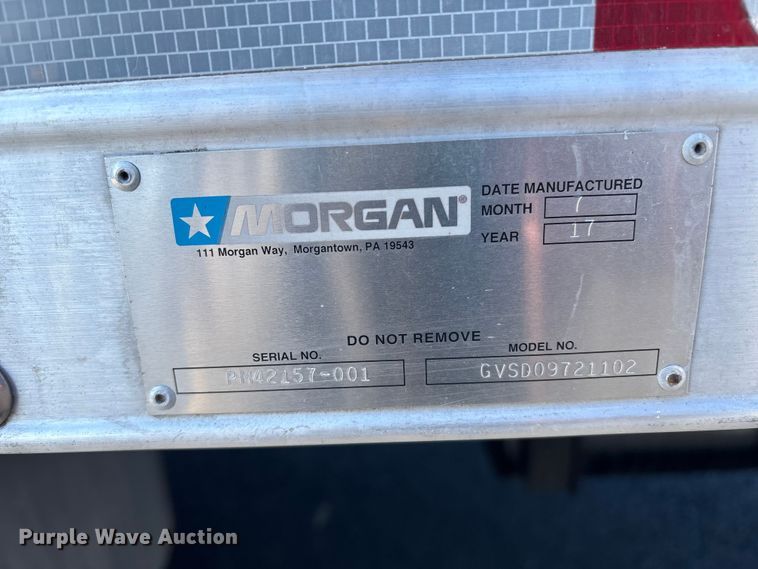 MORGAN®
111 Morgan Way, Morgantown, PA 19543
DATE MANUFACTURED
MONTH 7
YEAR 17
DO NOT REMOVE
SERIAL NO.
MODEL NO.
PM42157-001
GVSD09721102
Purple Wave Auction